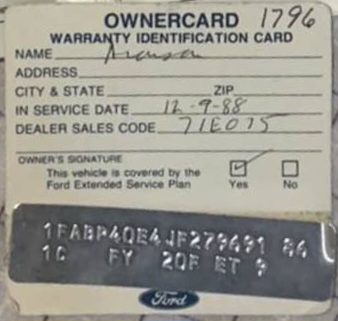 OWNERCARD 1796
WARRANTY IDENTIFICATION CARD
NAME
ADDRESS
CITY & STATE ZIP
IN SERVICE DATE 12-9-88
DEALER SALES CODE 71E075
OWNER'S SIGNATURE
This vehicle is covered by the
Ford Extended Service Plan
Yes No
1FABP40E4JF279691 86
1C FY 20F ET 9
Ford